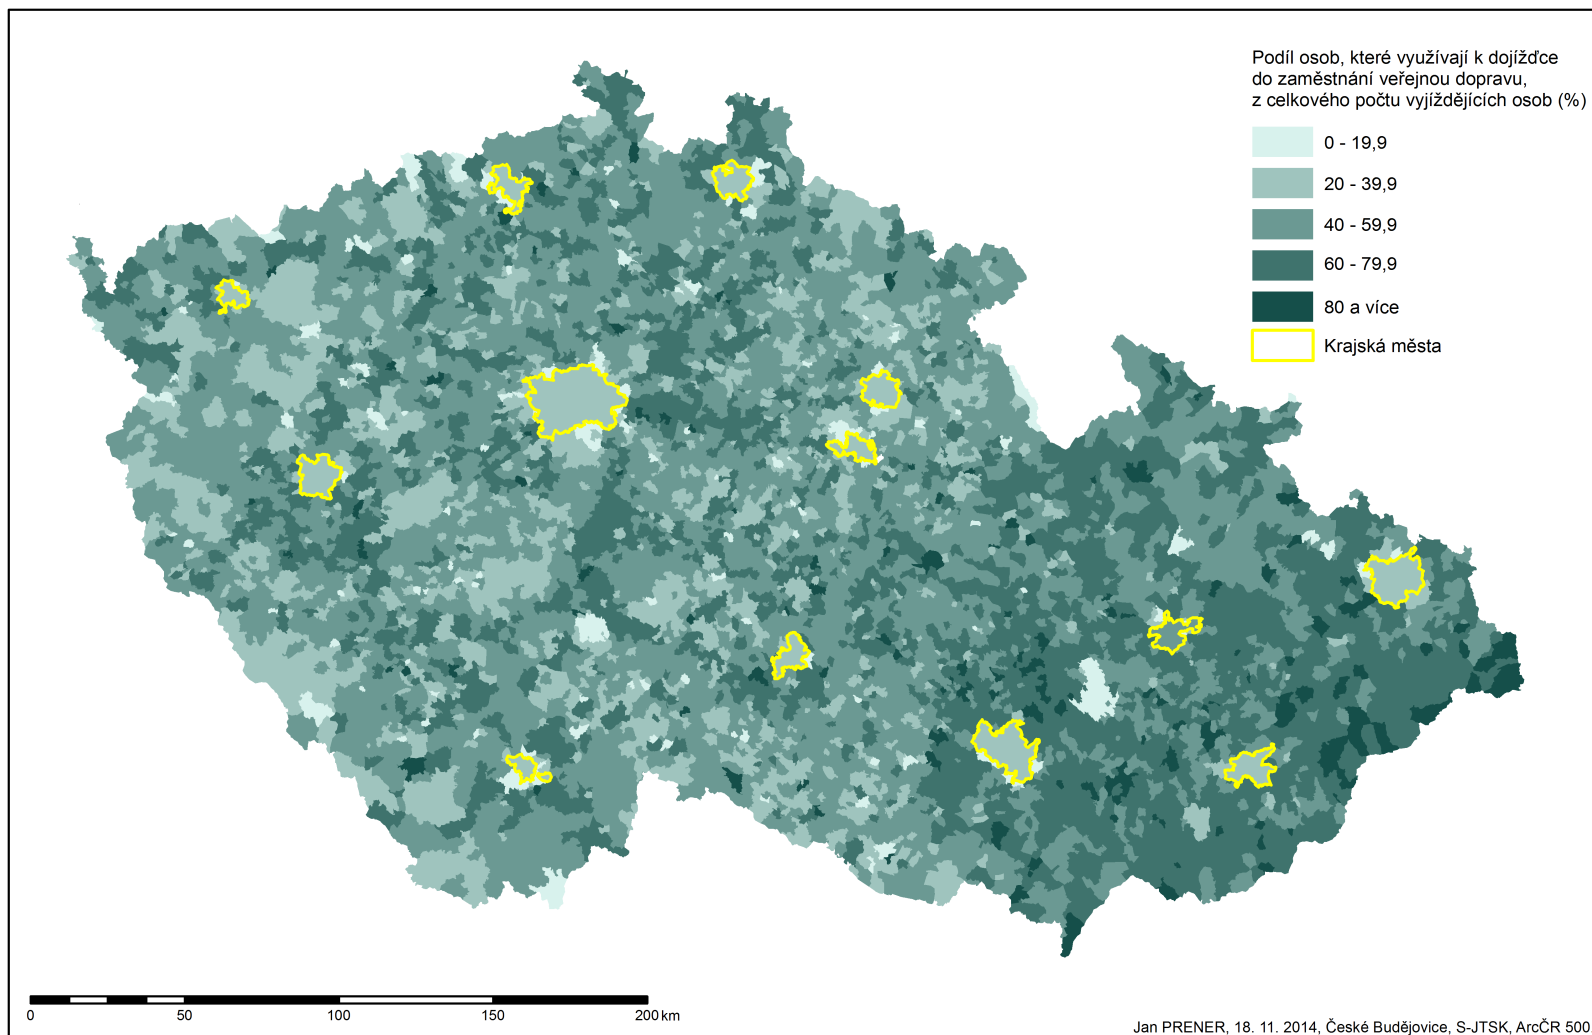 Podíl osob, které využívají k dojížďce
do zaměstnání veřejnou dopravu,
z celkového počtu vyjíždějících osob (%)
0 - 19,9
20 - 39,9
40 - 59,9
60 - 79,9
80 a více
Krajská města
0 50 100 150 200 km
Jan PRENER, 18. 11. 2014, České Budějovice, S-JTSK, ArcČR 500